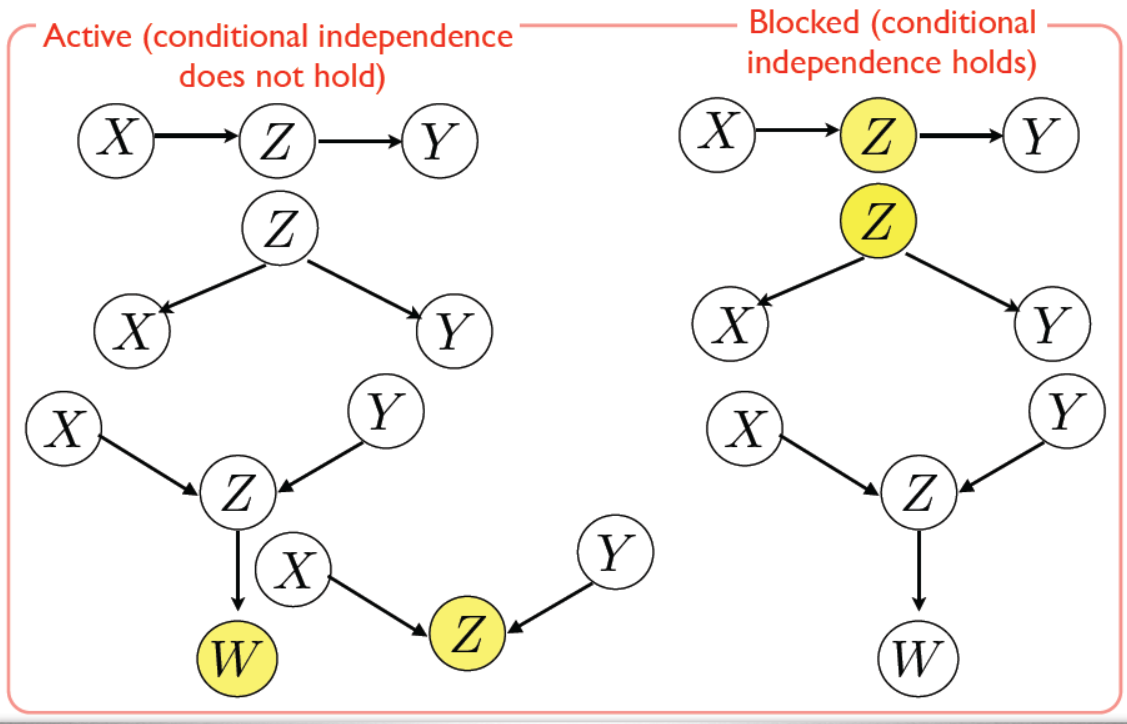 Active (conditional independence
does not hold)
Blocked (conditional
independence holds)
X Z Y
Z
X Y
X Y
Z
X Y
Z
W
X Z Y
Z
X Y
X Y
Z
W